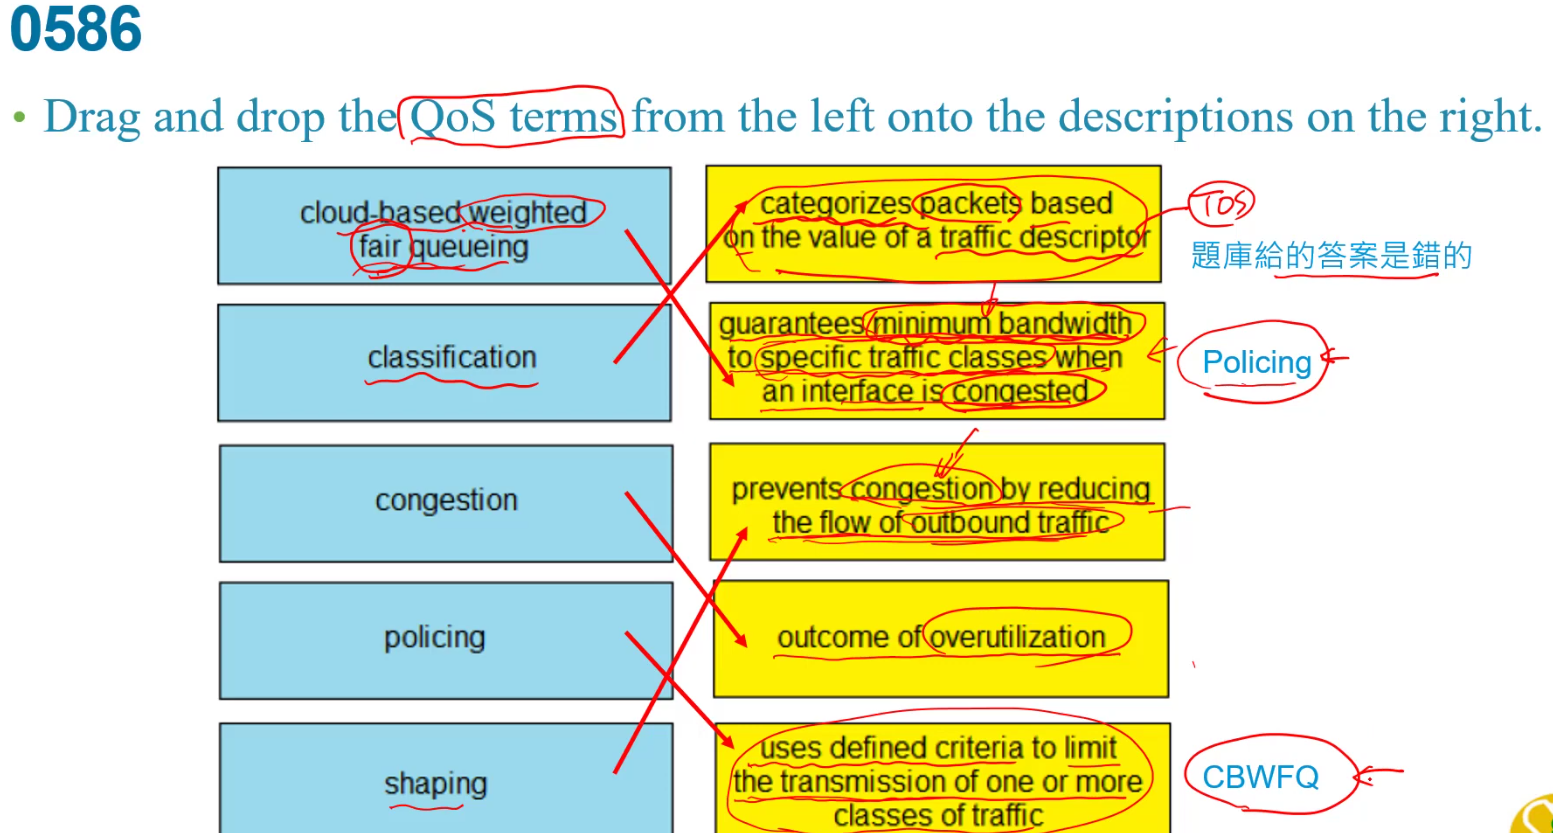 0586
• Drag and drop the QoS terms from the left onto the descriptions on the right.
cloud-based weighted
fair queueing
categorizes packets based
on the value of a traffic descriptor
TOS
題庫給的答案是錯的
classification
guarantees minimum bandwidth
to specific traffic classes when
an interface is congested
Policing
congestion
prevents congestion by reducing
the flow of outbound traffic
policing
outcome of overutilization
shaping
uses defined criteria to limit
the transmission of one or more
classes of traffic
CBWFQ